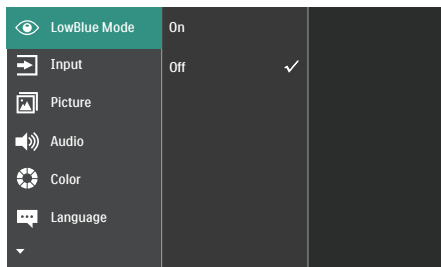 LowBlue Mode
On
Input
Off
Picture
Audio
Color
Language